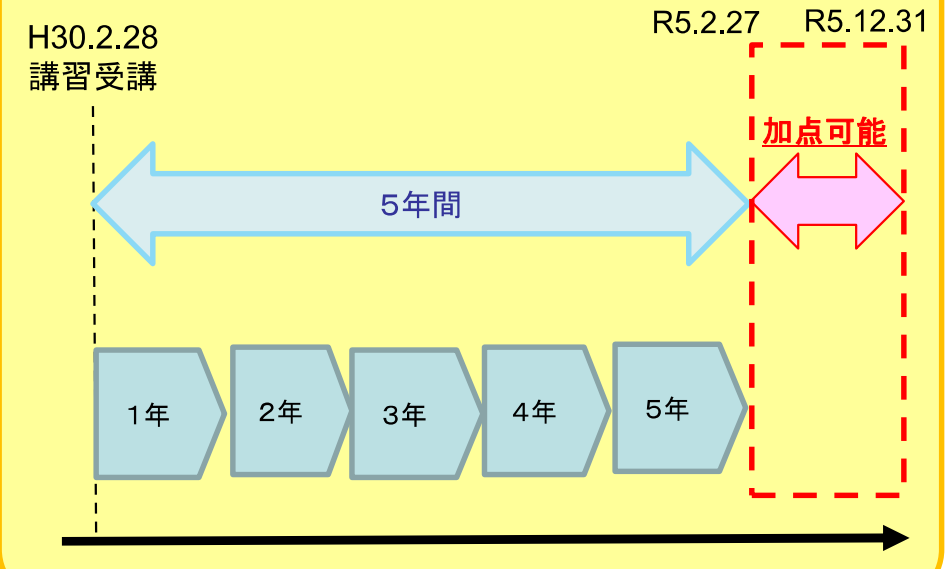 H30.2.28
講習受講
R5.2.27
R5.12.31
加点可能
５年間
１年
２年
３年
４年
５年